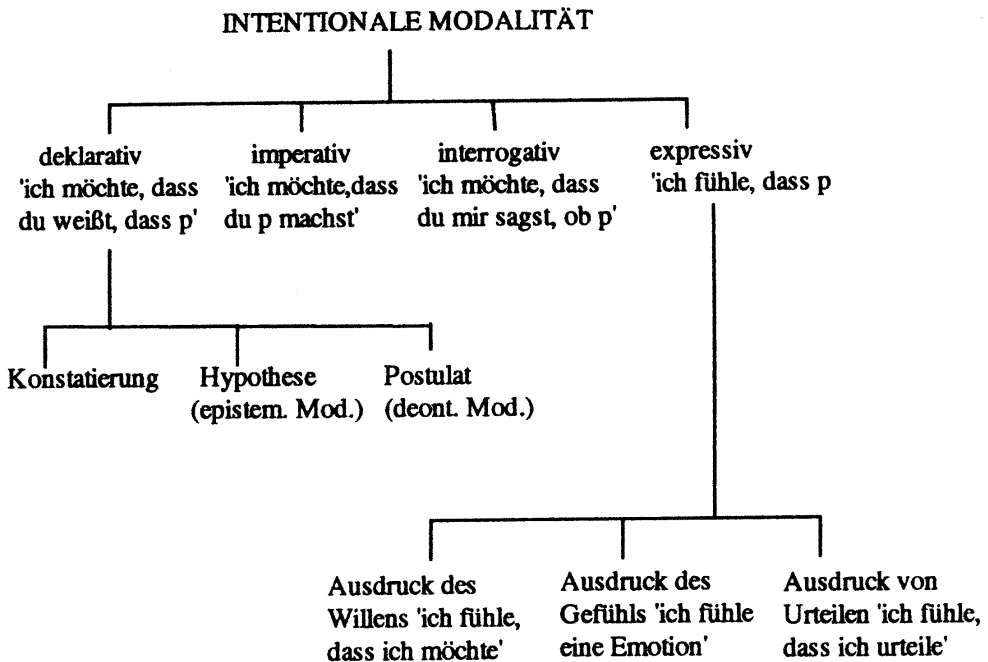 INTENTIONALE MODALITÄT
deklarativ
'ich möchte, dass
du weißt, dass p'
imperativ
'ich möchte,dass
du p machst'
interrogativ
'ich möchte, dass
du mir sagst, ob p'
expressiv
'ich fühle, dass p
Konstatierung
Hypothese
(epistem. Mod.)
Postulat
(deont. Mod.)
Ausdruck des
Willens 'ich fühle,
dass ich möchte'
Ausdruck des
Gefühls 'ich fühle
eine Emotion'
Ausdruck von
Urteilen 'ich fühle,
dass ich urteile'